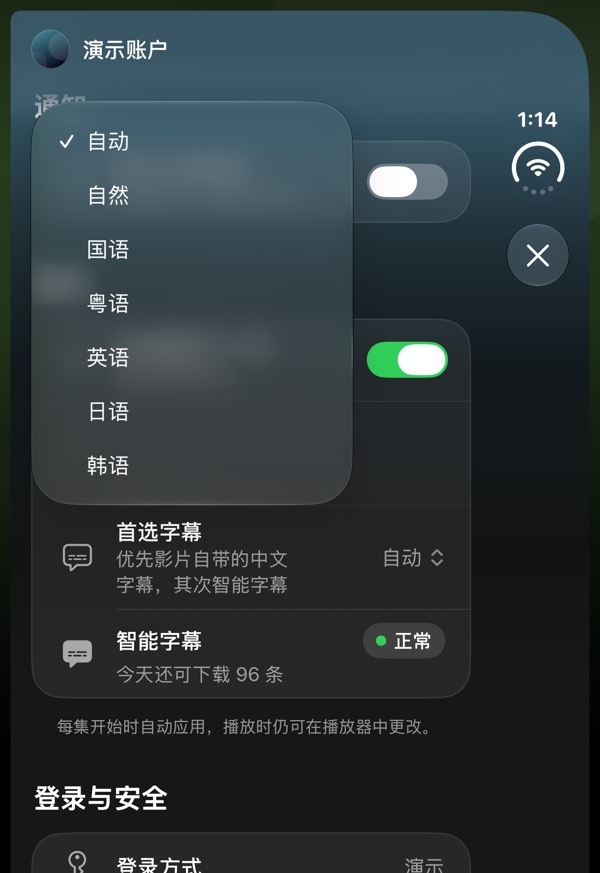 演示账户
通知
1:14
自动
自然
国语
粤语
英语
日语
韩语
首选字幕
优先影片自带的中文
字幕，其次智能字幕
自动
智能字幕
正常
今天还可下载 96 条
每集开始时自动应用，播放时仍可在播放器中更改。
登录与安全
登录方式
演示